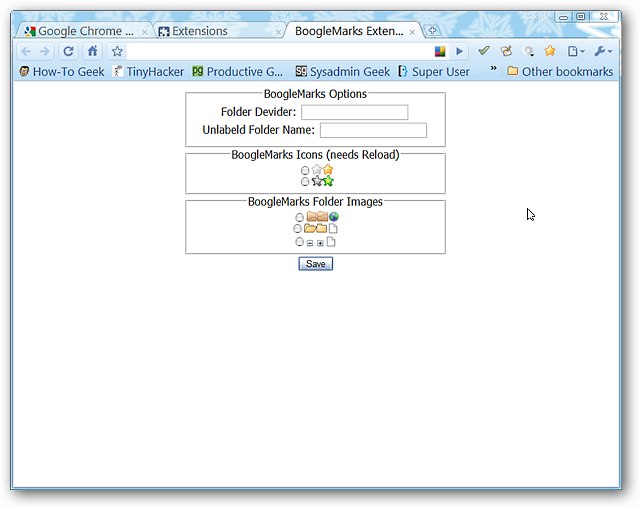 Google
Google Chrome ...
Extensions
BoogleMarks Exten...
How-To Geek
TinyHacker
Productive G...
Sysadmin Geek
Super User
»
Other bookmarks
BoogleMarks Options
Folder Devider:
Unlabeld Folder Name:
BoogleMarks Icons (needs Reload)
BoogleMarks Folder Images
Save